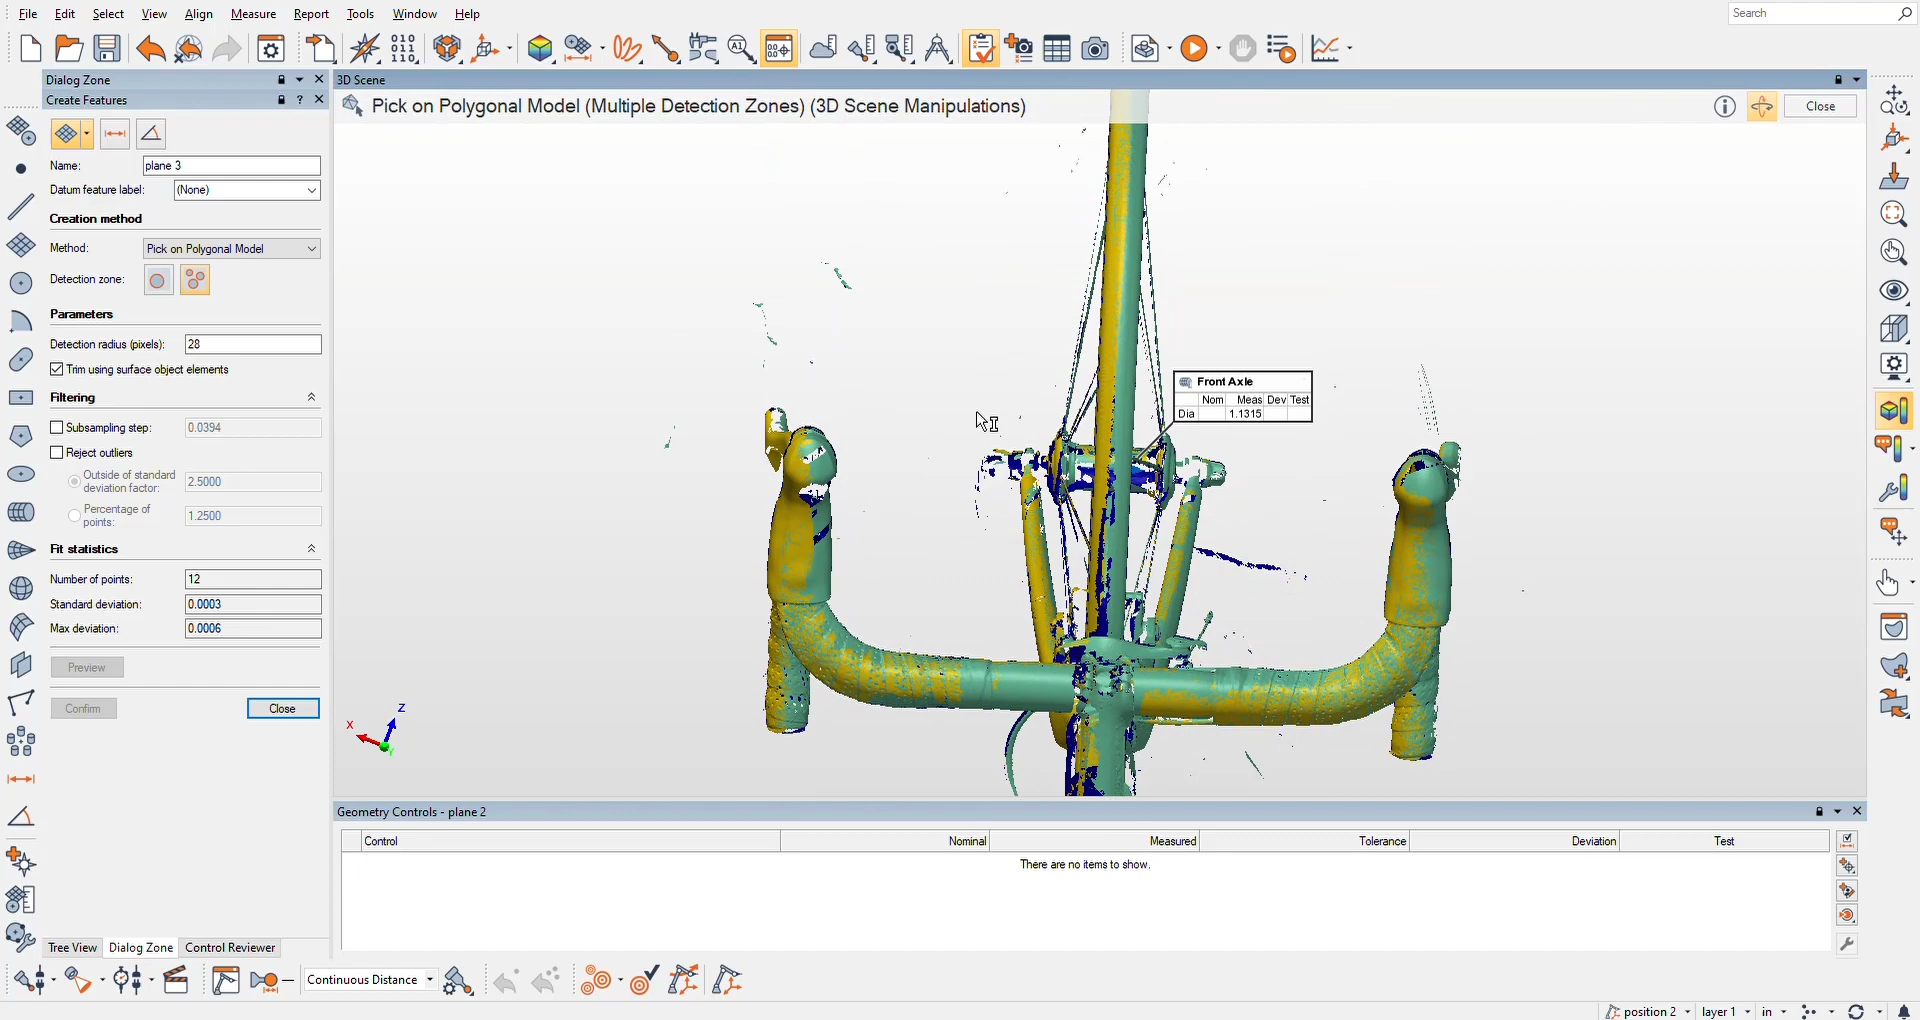 File Edit Select View Align Measure Report Tools Window Help
Search
Dialog Zone
3D Scene
Create Features
Pick on Polygonal Model (Multiple Detection Zones) (3D Scene Manipulations)
Close
Name: plane 3
Datum feature label: (None)
Creation method
Method: Pick on Polygonal Model
Detection zone:
Parameters
Detection radius (pixels): 28
Trim using surface object elements
Filtering
Subsampling step: 0.0394
Reject outliers
Outside of standard
deviation factor: 2.5000
Percentage of
points: 1.2500
Fit statistics
Number of points: 12
Standard deviation: 0.0003
Max deviation: 0.0006
Preview
Confirm
Close
Front Axle
Nom Meas Dev Test
Dia 1.1315
X
Z
Y
Geometry Controls - plane 2
Control Nominal Measured Tolerance Deviation Test
There are no items to show.
Tree View Dialog Zone Control Reviewer
Continuous Distance
position 2 layer 1 in